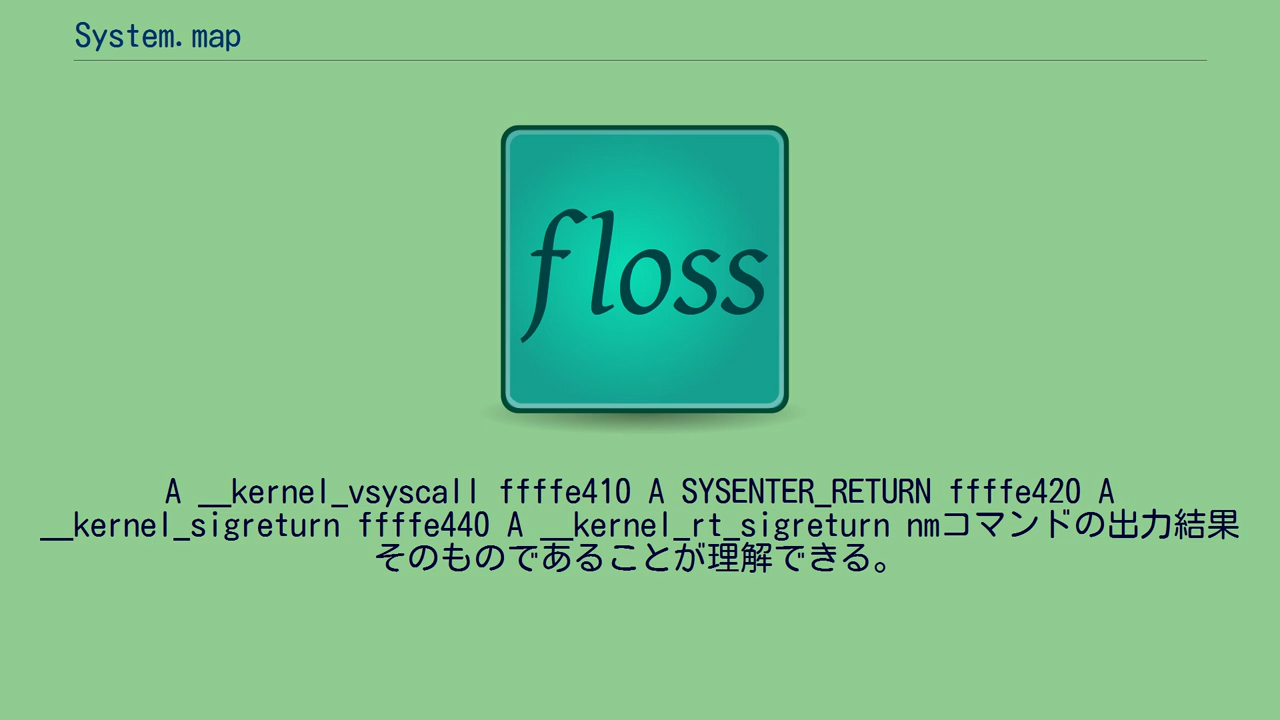 System.map
floss
A __kernel_vsyscall ffffe410 A SYSENTER_RETURN ffffe420 A
__kernel_sigreturn ffffe440 A __kernel_rt_sigreturn nmコマンドの出力結果
そのものであることが理解できる。